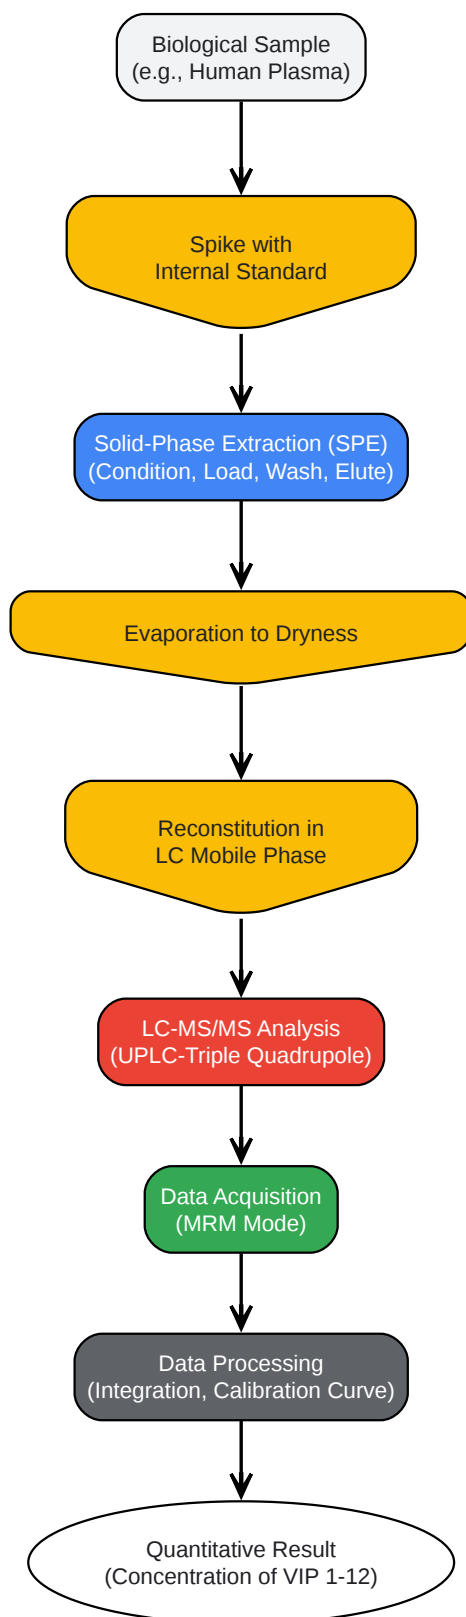 Biological Sample
(e.g., Human Plasma)
Spike with
Internal Standard
Solid-Phase Extraction (SPE)
(Condition, Load, Wash, Elute)
Evaporation to Dryness
Reconstitution in
LC Mobile Phase
LC-MS/MS Analysis
(UPLC-Triple Quadrupole)
Data Acquisition
(MRM Mode)
Data Processing
(Integration, Calibration Curve)
Quantitative Result
(Concentration of VIP 1-12)